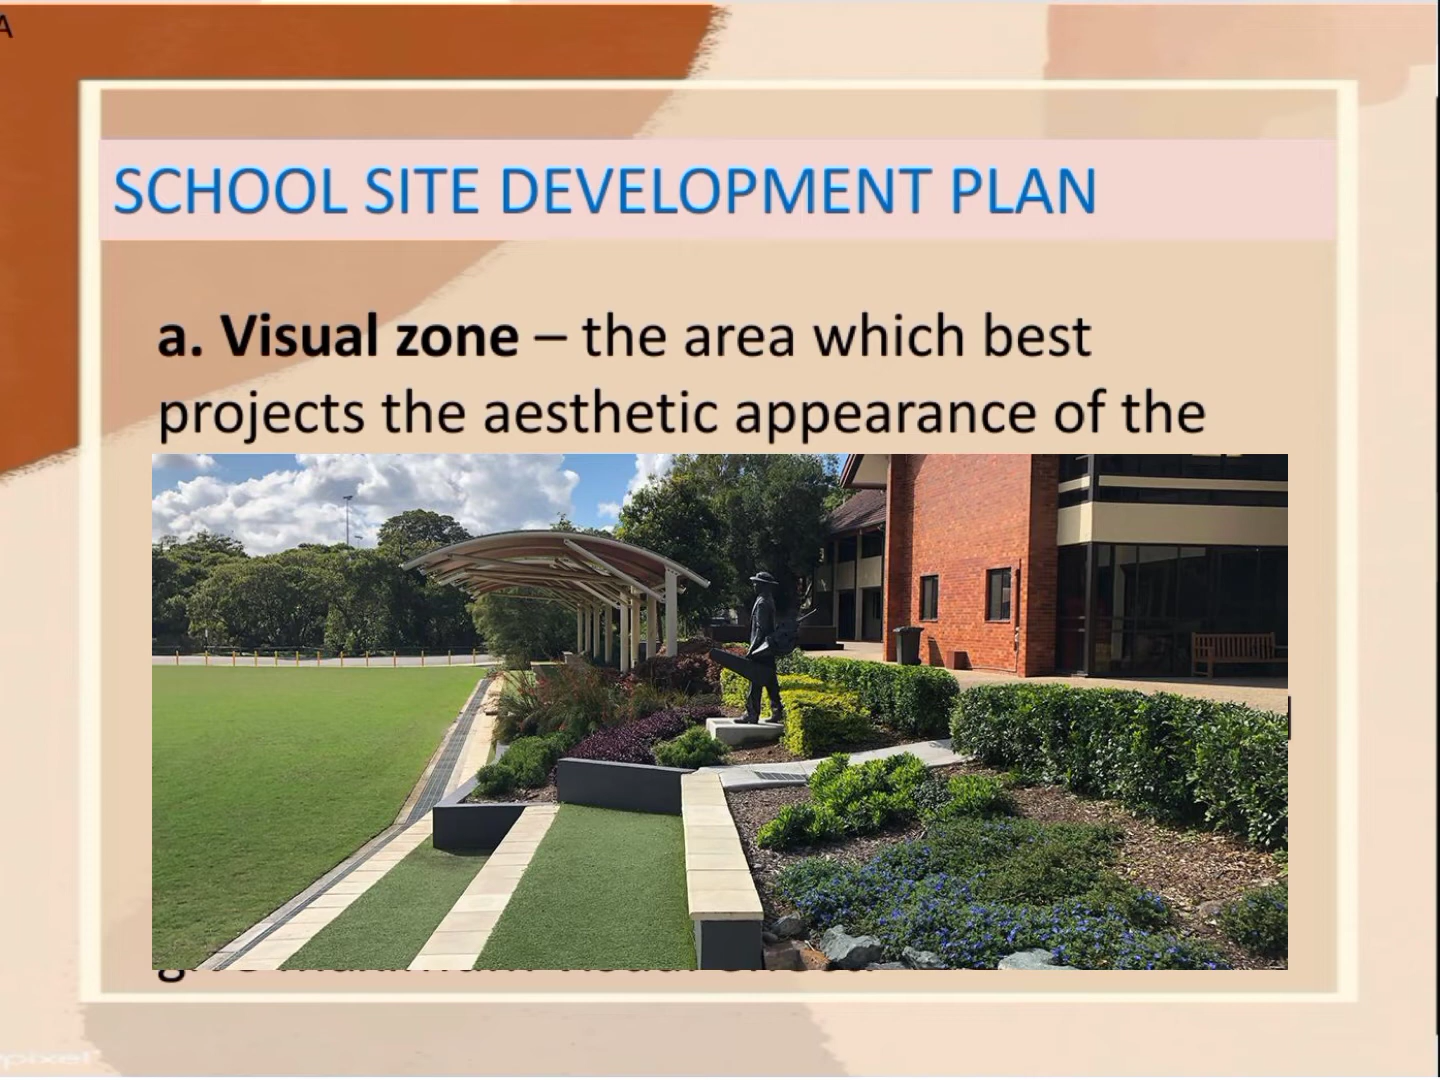 A
SCHOOL SITE DEVELOPMENT PLAN
a. Visual zone – the area which best
projects the aesthetic appearance of the